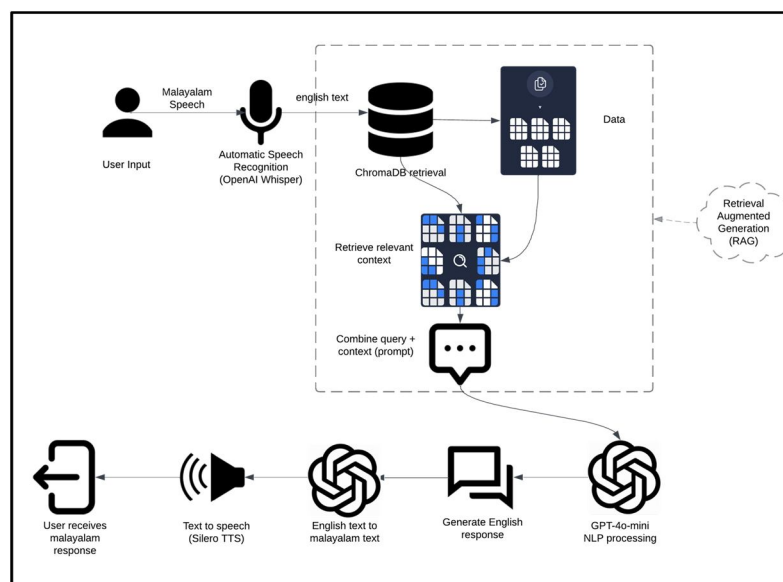 Malayalam
Speech
english text
User Input
Automatic Speech
Recognition
(OpenAI Whisper)
ChromaDB retrieval
Data
Retrieve relevant
context
Combine query +
context (prompt)
Retrieval
Augmented
Generation
(RAG)
User receives
malayalam
response
Text to speech
(Silero TTS)
English text to
malayalam text
Generate English
response
GPT-4o-mini
NLP processing